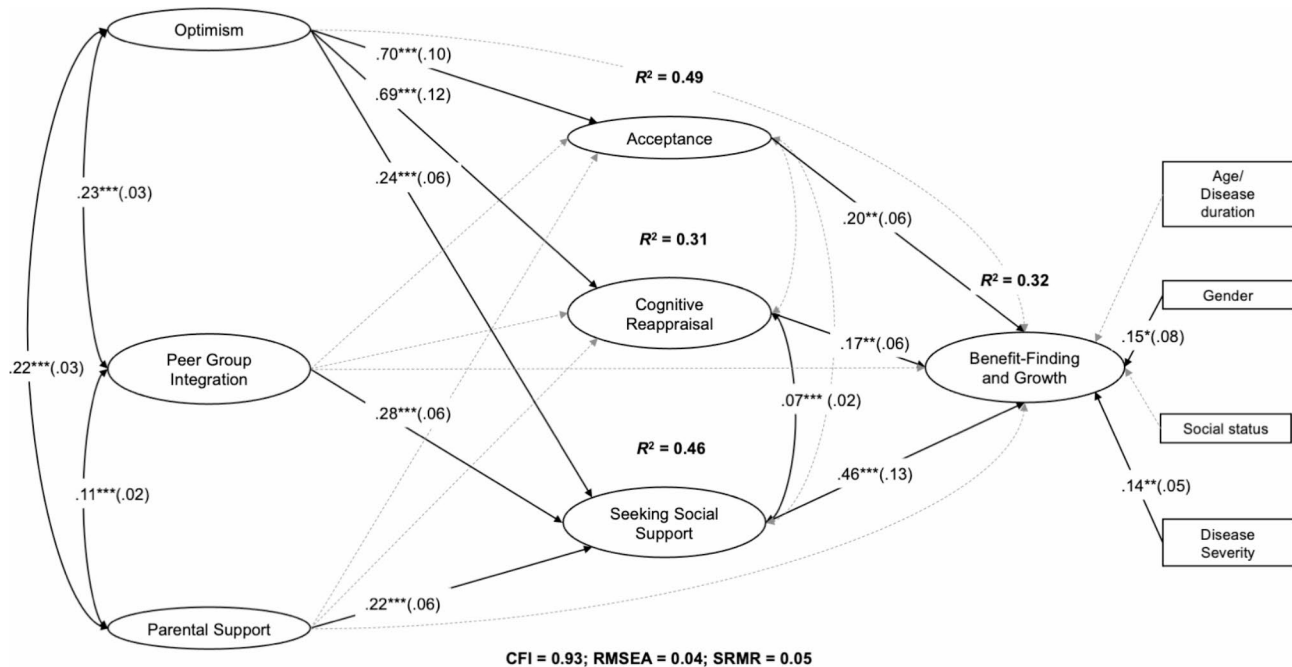 Optimism
.70***(.10)
R² = 0.49
.69***(.12)
Acceptance
.24***(.06)
Age/
Disease
duration
.23***(.03)
.20**(.06)
R² = 0.31
R² = 0.32
Gender
Cognitive
Reappraisal
.15*(.08)
.17**(.06)
Peer Group
Integration
Benefit-Finding
and Growth
.22***(.03)
.07*** (.02)
.28***(.06)
Social status
R² = 0.46
.46***(.13)
.14**(.05)
.11***(.02)
Seeking Social
Support
Disease
Severity
.22***(.06)
Parental Support
CFI = 0.93; RMSEA = 0.04; SRMR = 0.05